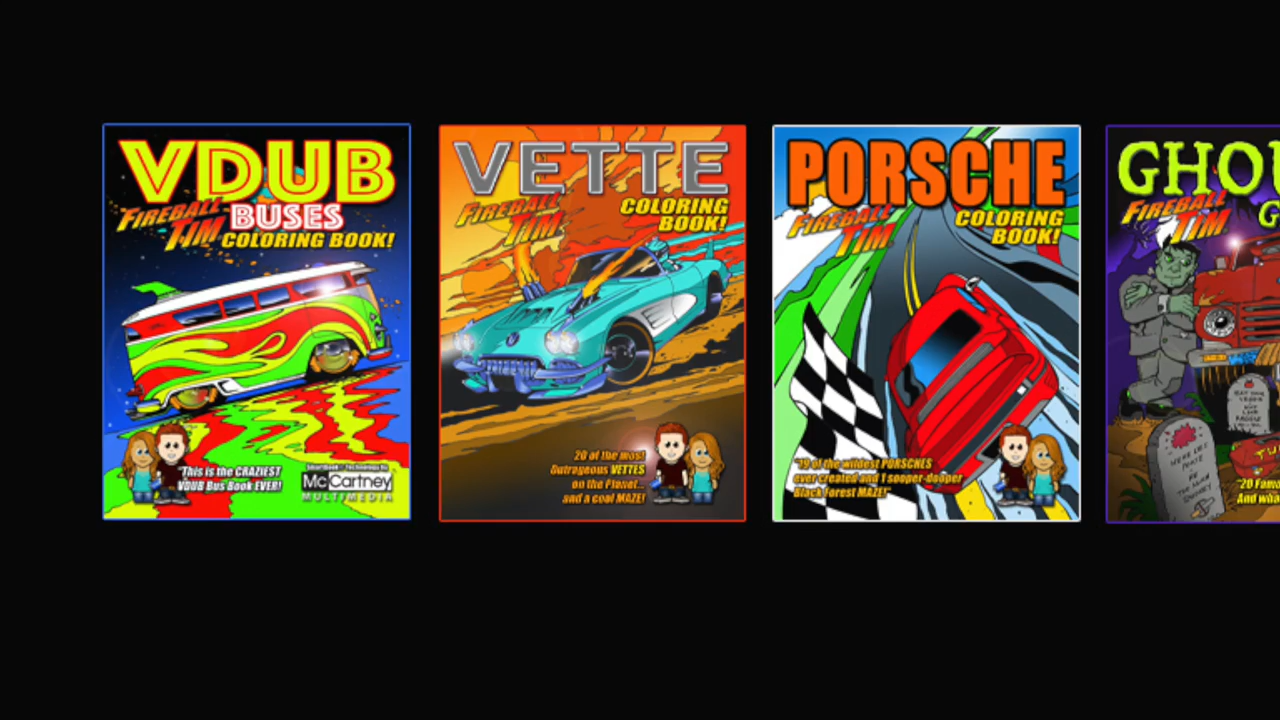 VDUB
FIREBALL
TIM
BUSES
COLORING BOOK!
"This is the CRAZIEST
VDUB Bus Book EVER!
McCartney
MULTIMEDIA
VETTE
FIREBALL
TIM
COLORING
BOOK!
20 of the most
Outrageous VETTES
on the Planet...
and a cool MAZE!
PORSCHE
FIREBALL
TIM
COLORING
BOOK!
"19 of the wildest PORSCHES
ever created and 1 sooper-dooper
Black Forest MAZE!"
GHOU
FIREBALL
TIM
G
"20 Famo
And wha